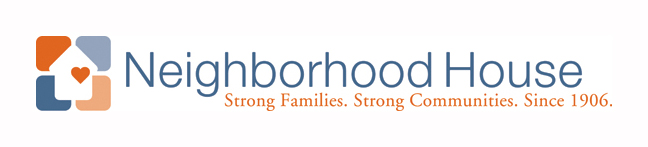 Neighborhood House
Strong Families. Strong Communities. Since 1906.